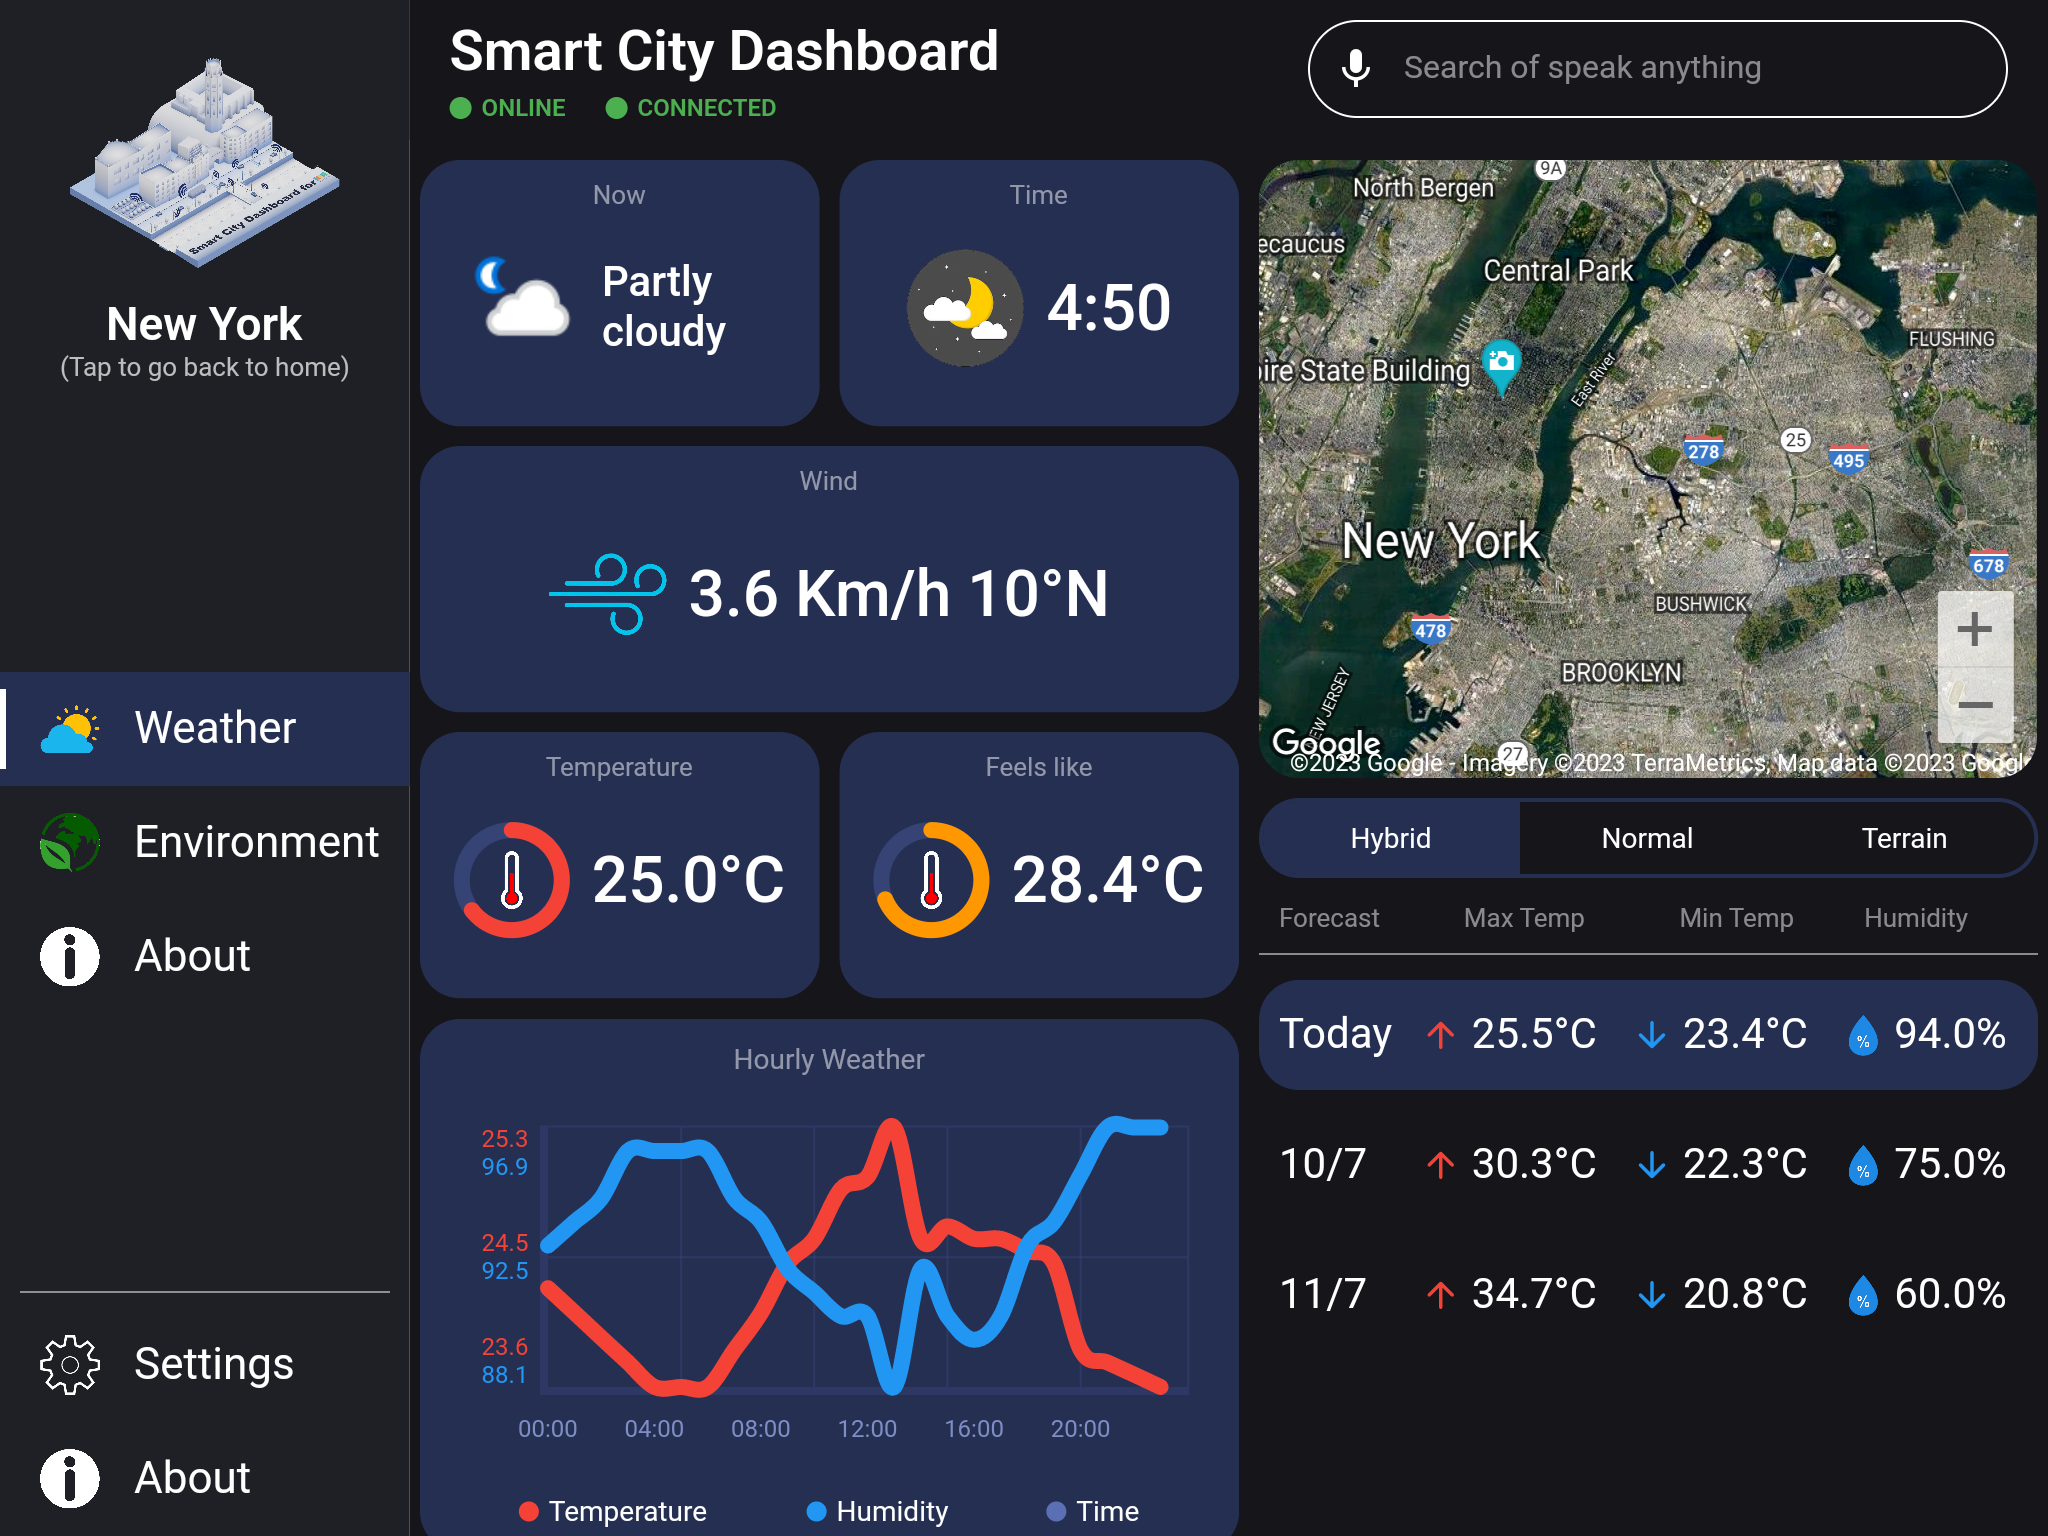 Smart City Dashboard for
New York
(Tap to go back to home)
Weather
Environment
About
Settings
About
Smart City Dashboard
ONLINE
CONNECTED
Search of speak anything
Now
Partly
cloudy
Time
4:50
Wind
3.6 Km/h 10°N
Temperature
25.0°C
Feels like
28.4°C
Hourly Weather
25.3
96.9
24.5
92.5
23.6
88.1
00:00 04:00 08:00 12:00 16:00 20:00
Temperature Humidity Time
9A
North Bergen
ecaucus
Central Park
FLUSHING
ire State Building
East River
278
25
495
New York
678
BUSHWICK
478
BROOKLYN
EW JERSEY
+
−
Google
27
©2023 Google - Imagery ©2023 TerraMetrics, Map data ©2023 Googl
Hybrid Normal Terrain
Forecast Max Temp Min Temp Humidity
Today 25.5°C 23.4°C % 94.0%
10/7 30.3°C 22.3°C % 75.0%
11/7 34.7°C 20.8°C % 60.0%